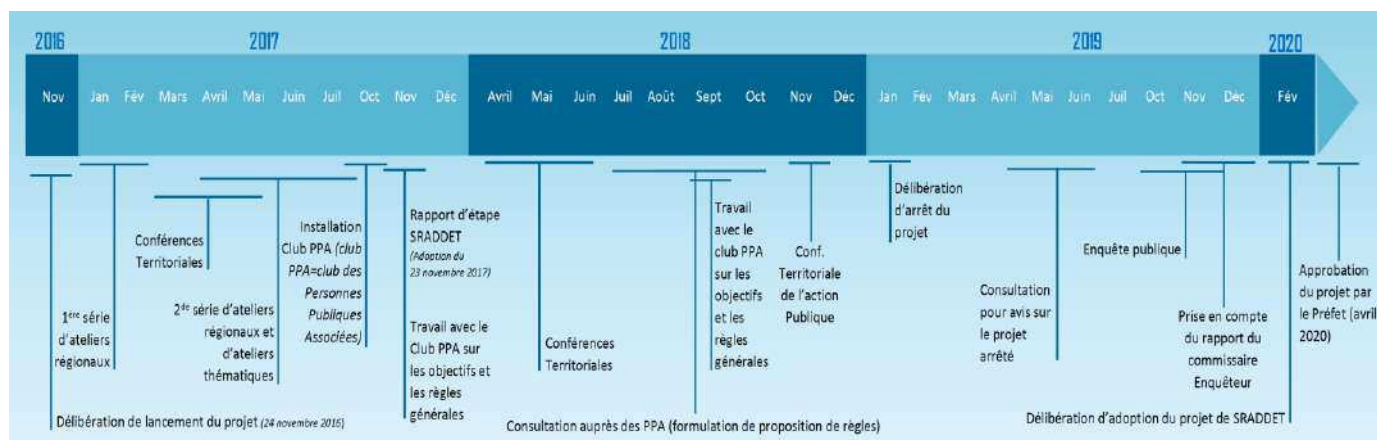 2016 2017 2018 2019 2020
Nov Jan Fév Mars Avril Mai Juin Juil Oct Nov Déc Avril Mai Juin Juil Août Sept Oct Nov Déc Jan Fév Mars Avril Mai Juin Juil Oct Nov Déc Fév
Délibération de lancement du projet (24 novembre 2016)
1ère série
d'ateliers
régionaux
Conférences
Territoriales
2de série d'ateliers
régionaux et
d'ateliers
thématiques
Installation
Club PPA (club
PPA=club des
Personnes
Publiques
Associées)
Rapport d'étape
SRADDET
(Adoption du
23 novembre 2017)
Travail avec le
Club PPA sur
les objectifs et
les règles
générales
Conférences
Territoriales
Consultation auprès des PPA (formulation de proposition de règles)
Travail
avec le
club PPA
sur les
objectifs
et les
règles
générales
Conf.
Territoriale
de l'action
Publique
Délibération
d'arrêt du
projet
Consultation
pour avis sur
le projet
arrêté
Enquête publique
Prise en compte
du rapport du
commissaire
Enquêteur
Délibération d'adoption du projet de SRADDET
Approbation
du projet par
le Préfet (avril
2020)